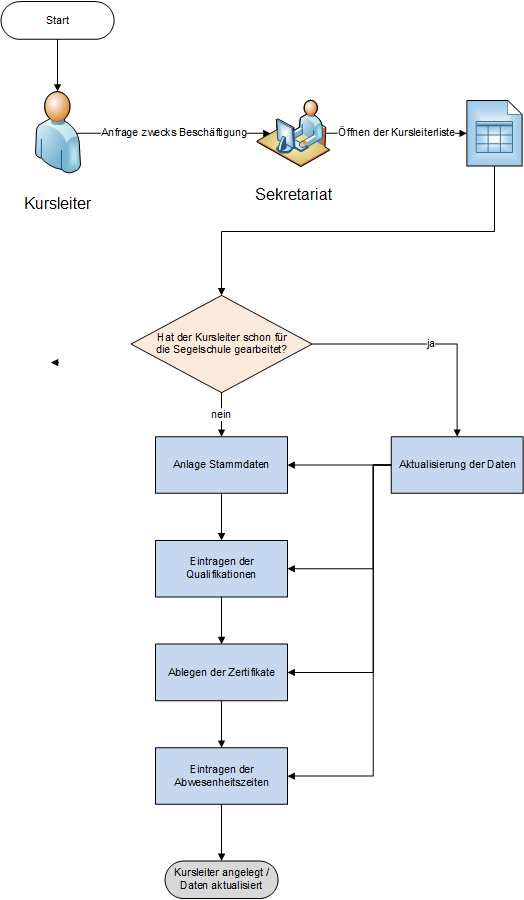 Start
Anfrage zwecks Beschäftigung
Öffnen der Kursleiterliste
Kursleiter
Sekretariat
Hat der Kursleiter schon für
die Segelschule gearbeitet?
ja
nein
Anlage Stammdaten
Aktualisierung der Daten
Eintragen der
Qualifikationen
Ablegen der Zertifikate
Eintragen der
Abwesenheitszeiten
Kursleiter angelegt /
Daten aktualisiert